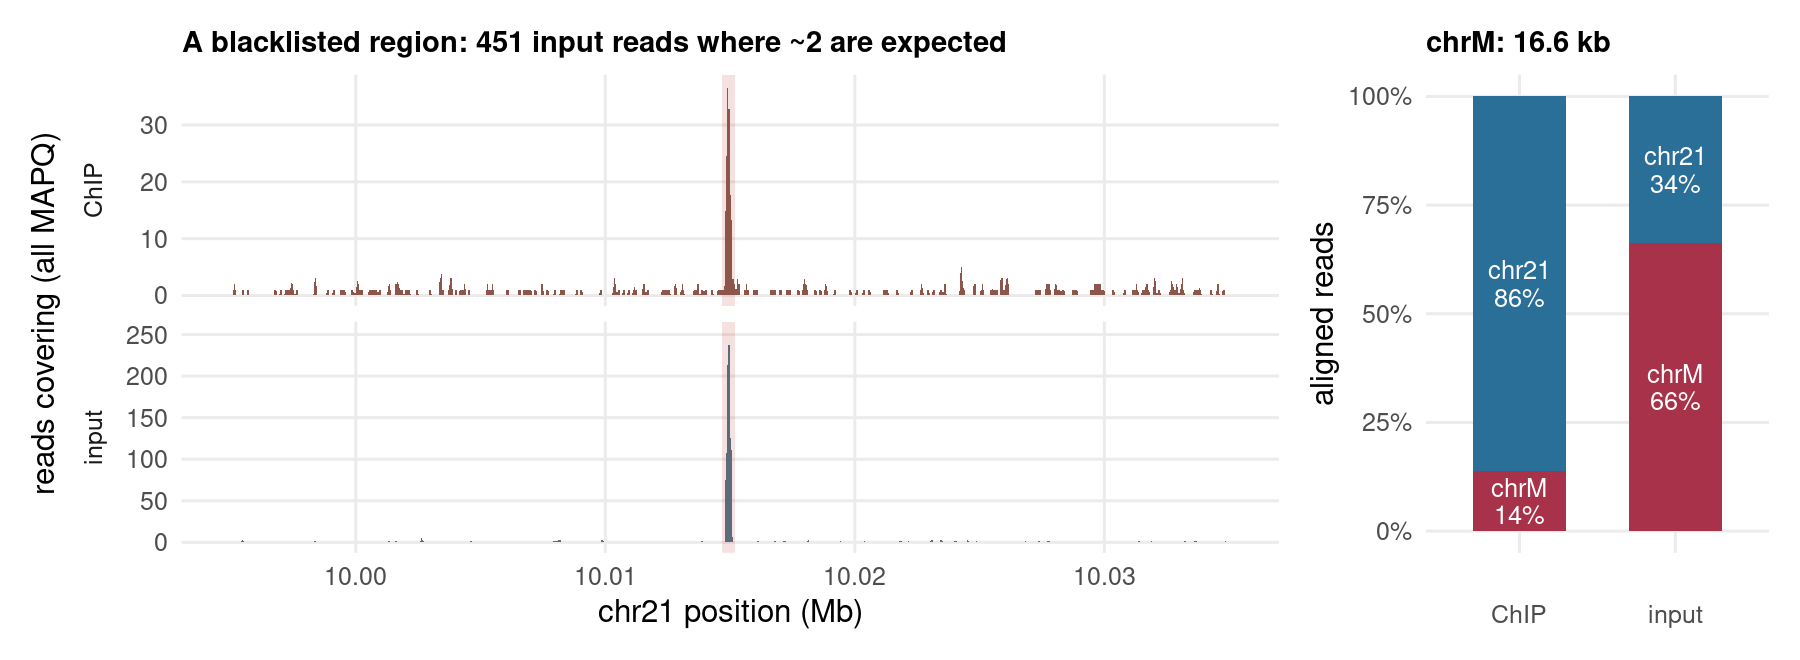 A blacklisted region: 451 input reads where ~2 are expected
reads covering (all MAPQ)
ChIP
30
20
10
0
input
250
200
150
100
50
0
10.00
10.01
10.02
10.03
chr21 position (Mb)
chrM: 16.6 kb
aligned reads
100%
75%
50%
25%
0%
chr21
86%
chrM
14%
chr21
34%
chrM
66%
ChIP
input